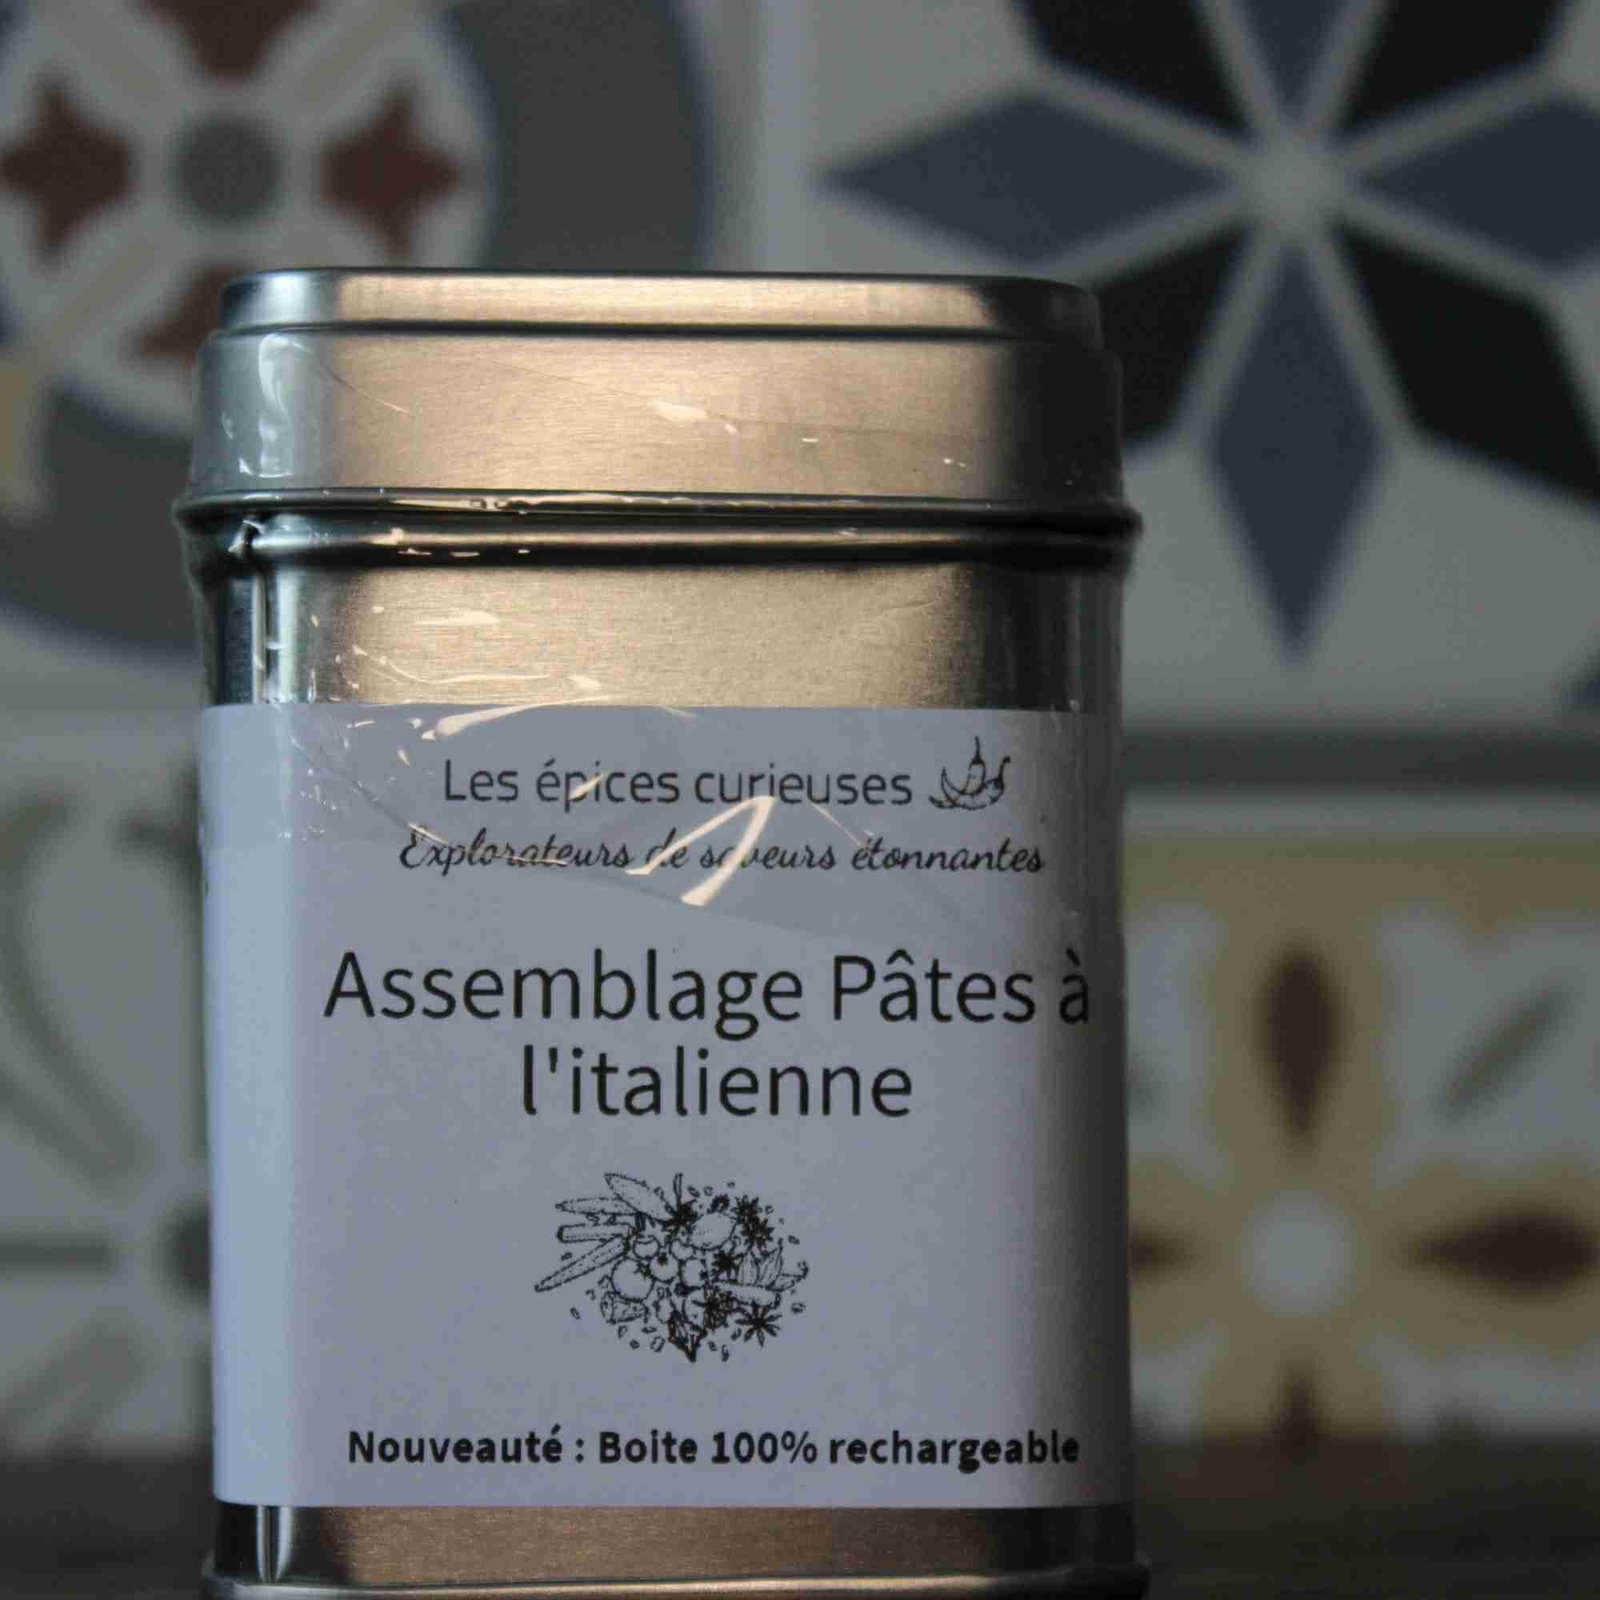 Les épices curieuses
Explorateurs de saveurs étonnantes
Assemblage Pâtes à
l'italienne
Nouveauté : Boite 100% rechargeable